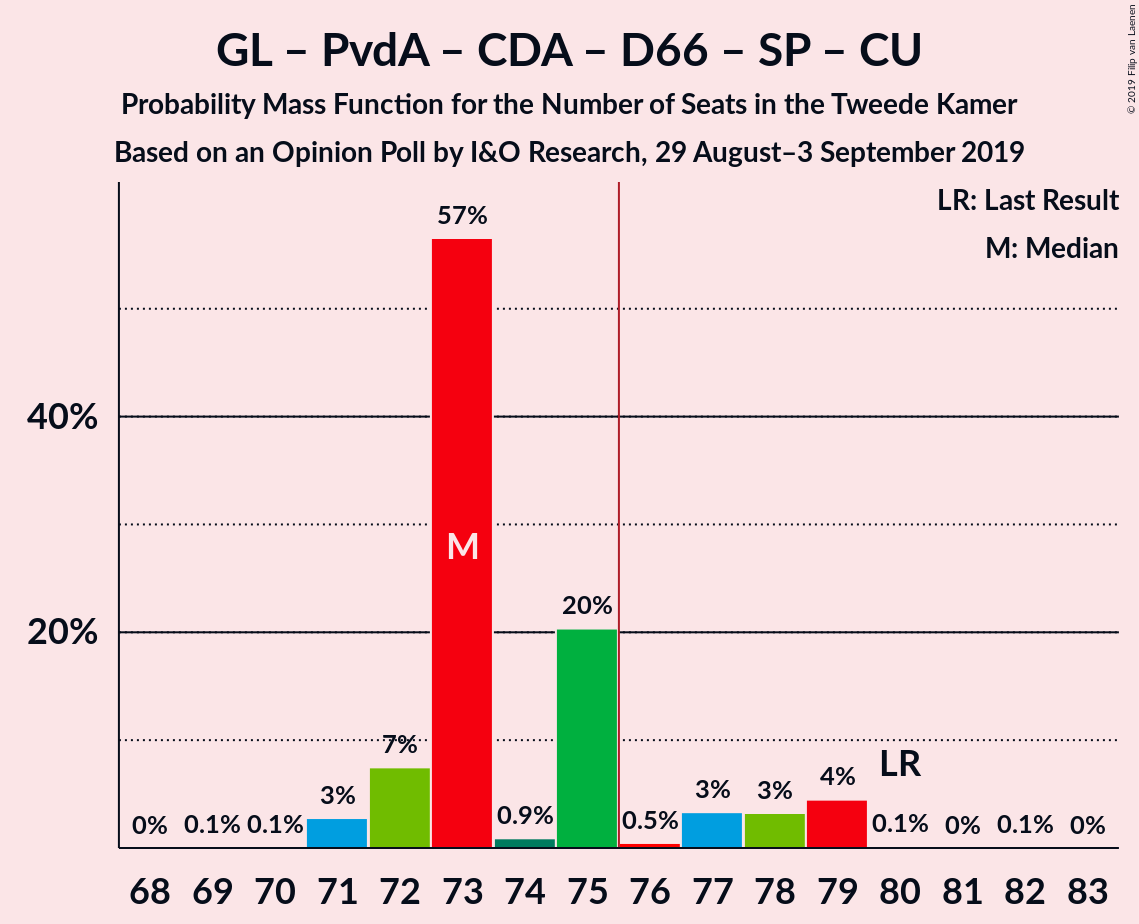 GL – PvdA – CDA – D66 – SP – CU
Probability Mass Function for the Number of Seats in the Tweede Kamer
Based on an Opinion Poll by I&O Research, 29 August–3 September 2019
© 2019 Filip van Laenen
LR: Last Result
M: Median
57%
40%
M
20%
20%
7%
LR
3%
3%
3%
4%
0%
0.1%
0.1%
0.9%
0.5%
0.1%
0%
0.1%
0%
68 69 70 71 72 73 74 75 76 77 78 79 80 81 82 83